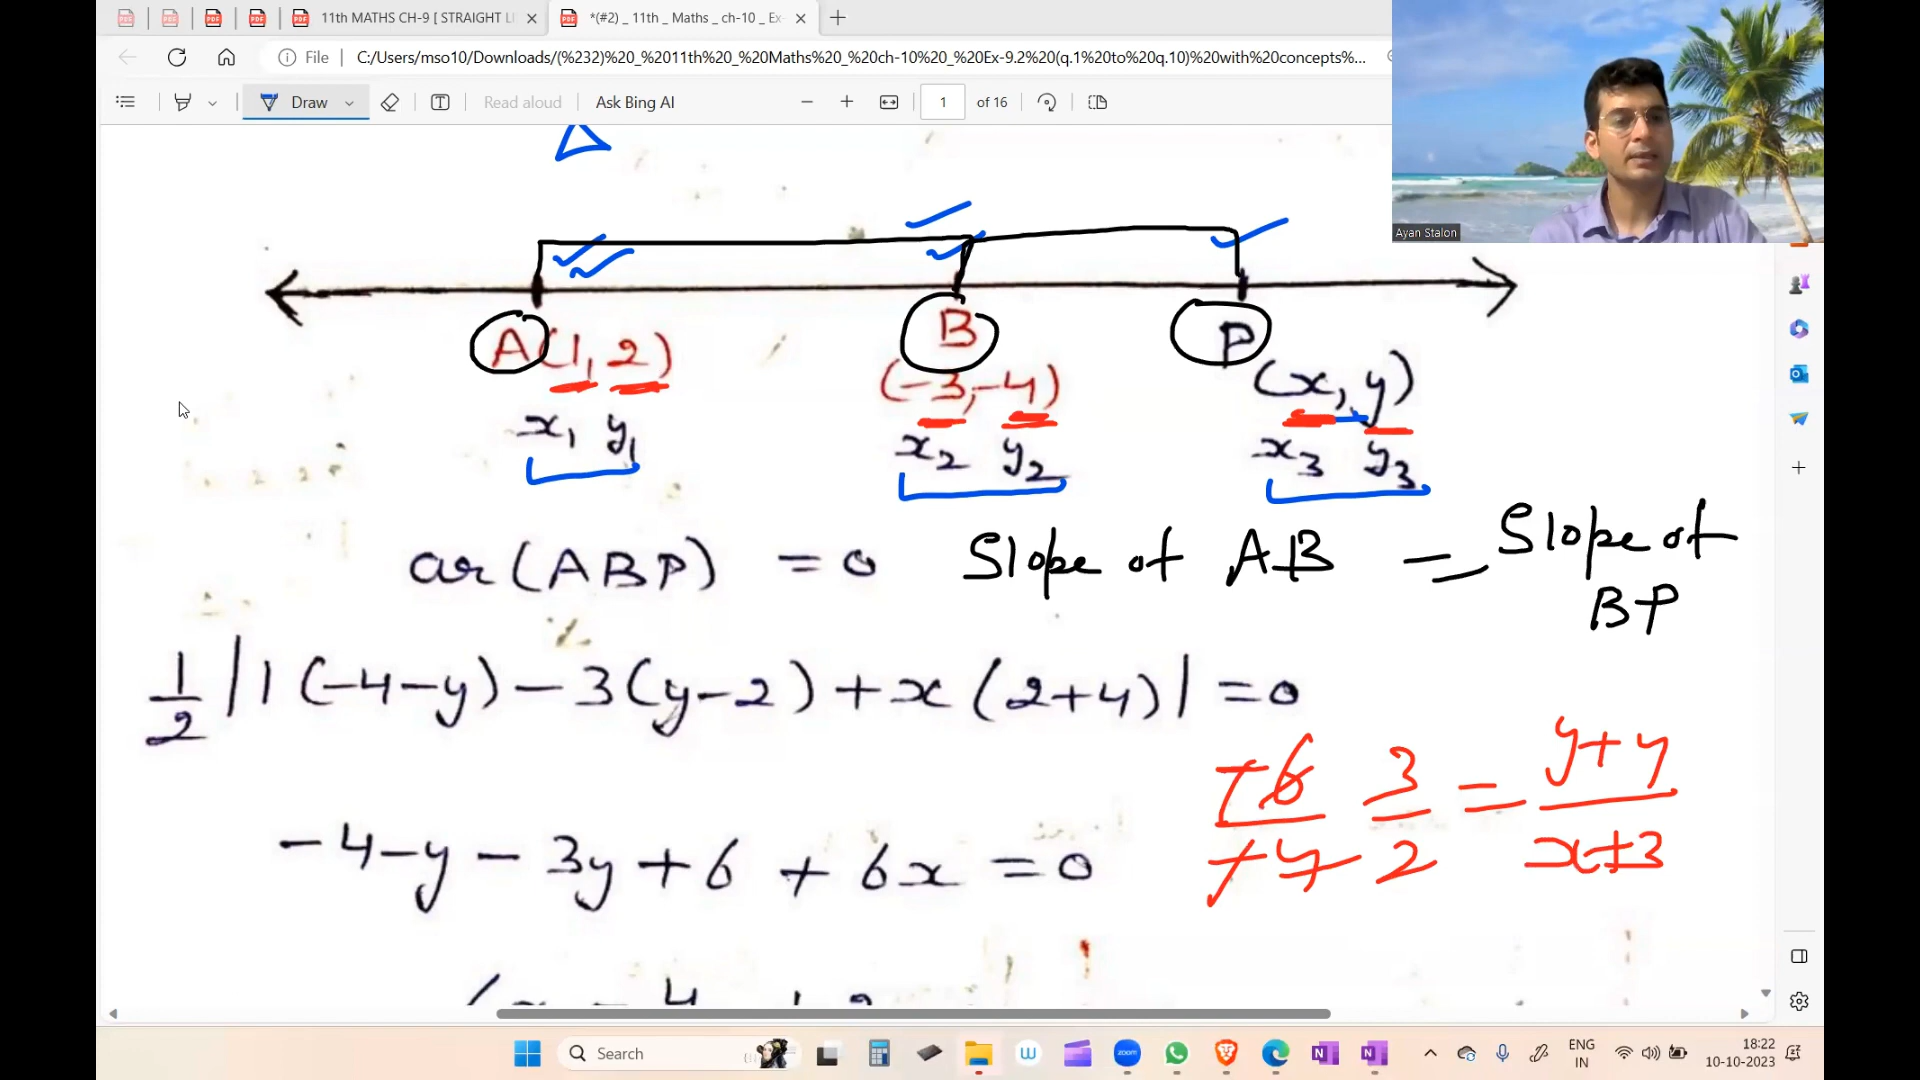 11th MATHS CH-9 [ STRAIGHT LI
*(#2) _ 11th _ Maths _ ch-10 _ Ex-
File
C:/Users/mso10/Downloads/(%232)%20_%2011th%20_%20Maths%20_%20ch-10%20_%20Ex-9.2%20(q.1%20to%20q.10)%20with%20concepts%...
Draw
Read aloud
Ask Bing AI
1 of 16
Ayan Stalon
A(1, 2)
B
P
(-3,-4)
(x, y)
x₁ y₁
x₂ y₂
x₃ y₃
ar(ABP) = 0
Slope of AB = Slope of
BP
1/2 |1(-4-y) - 3(y-2) + x(2+4)| = 0
-6/-4 3/2 = y+4/x+3
-4-y - 3y + 6 + 6x = 0
Search
ENG
IN
18:22
10-10-2023